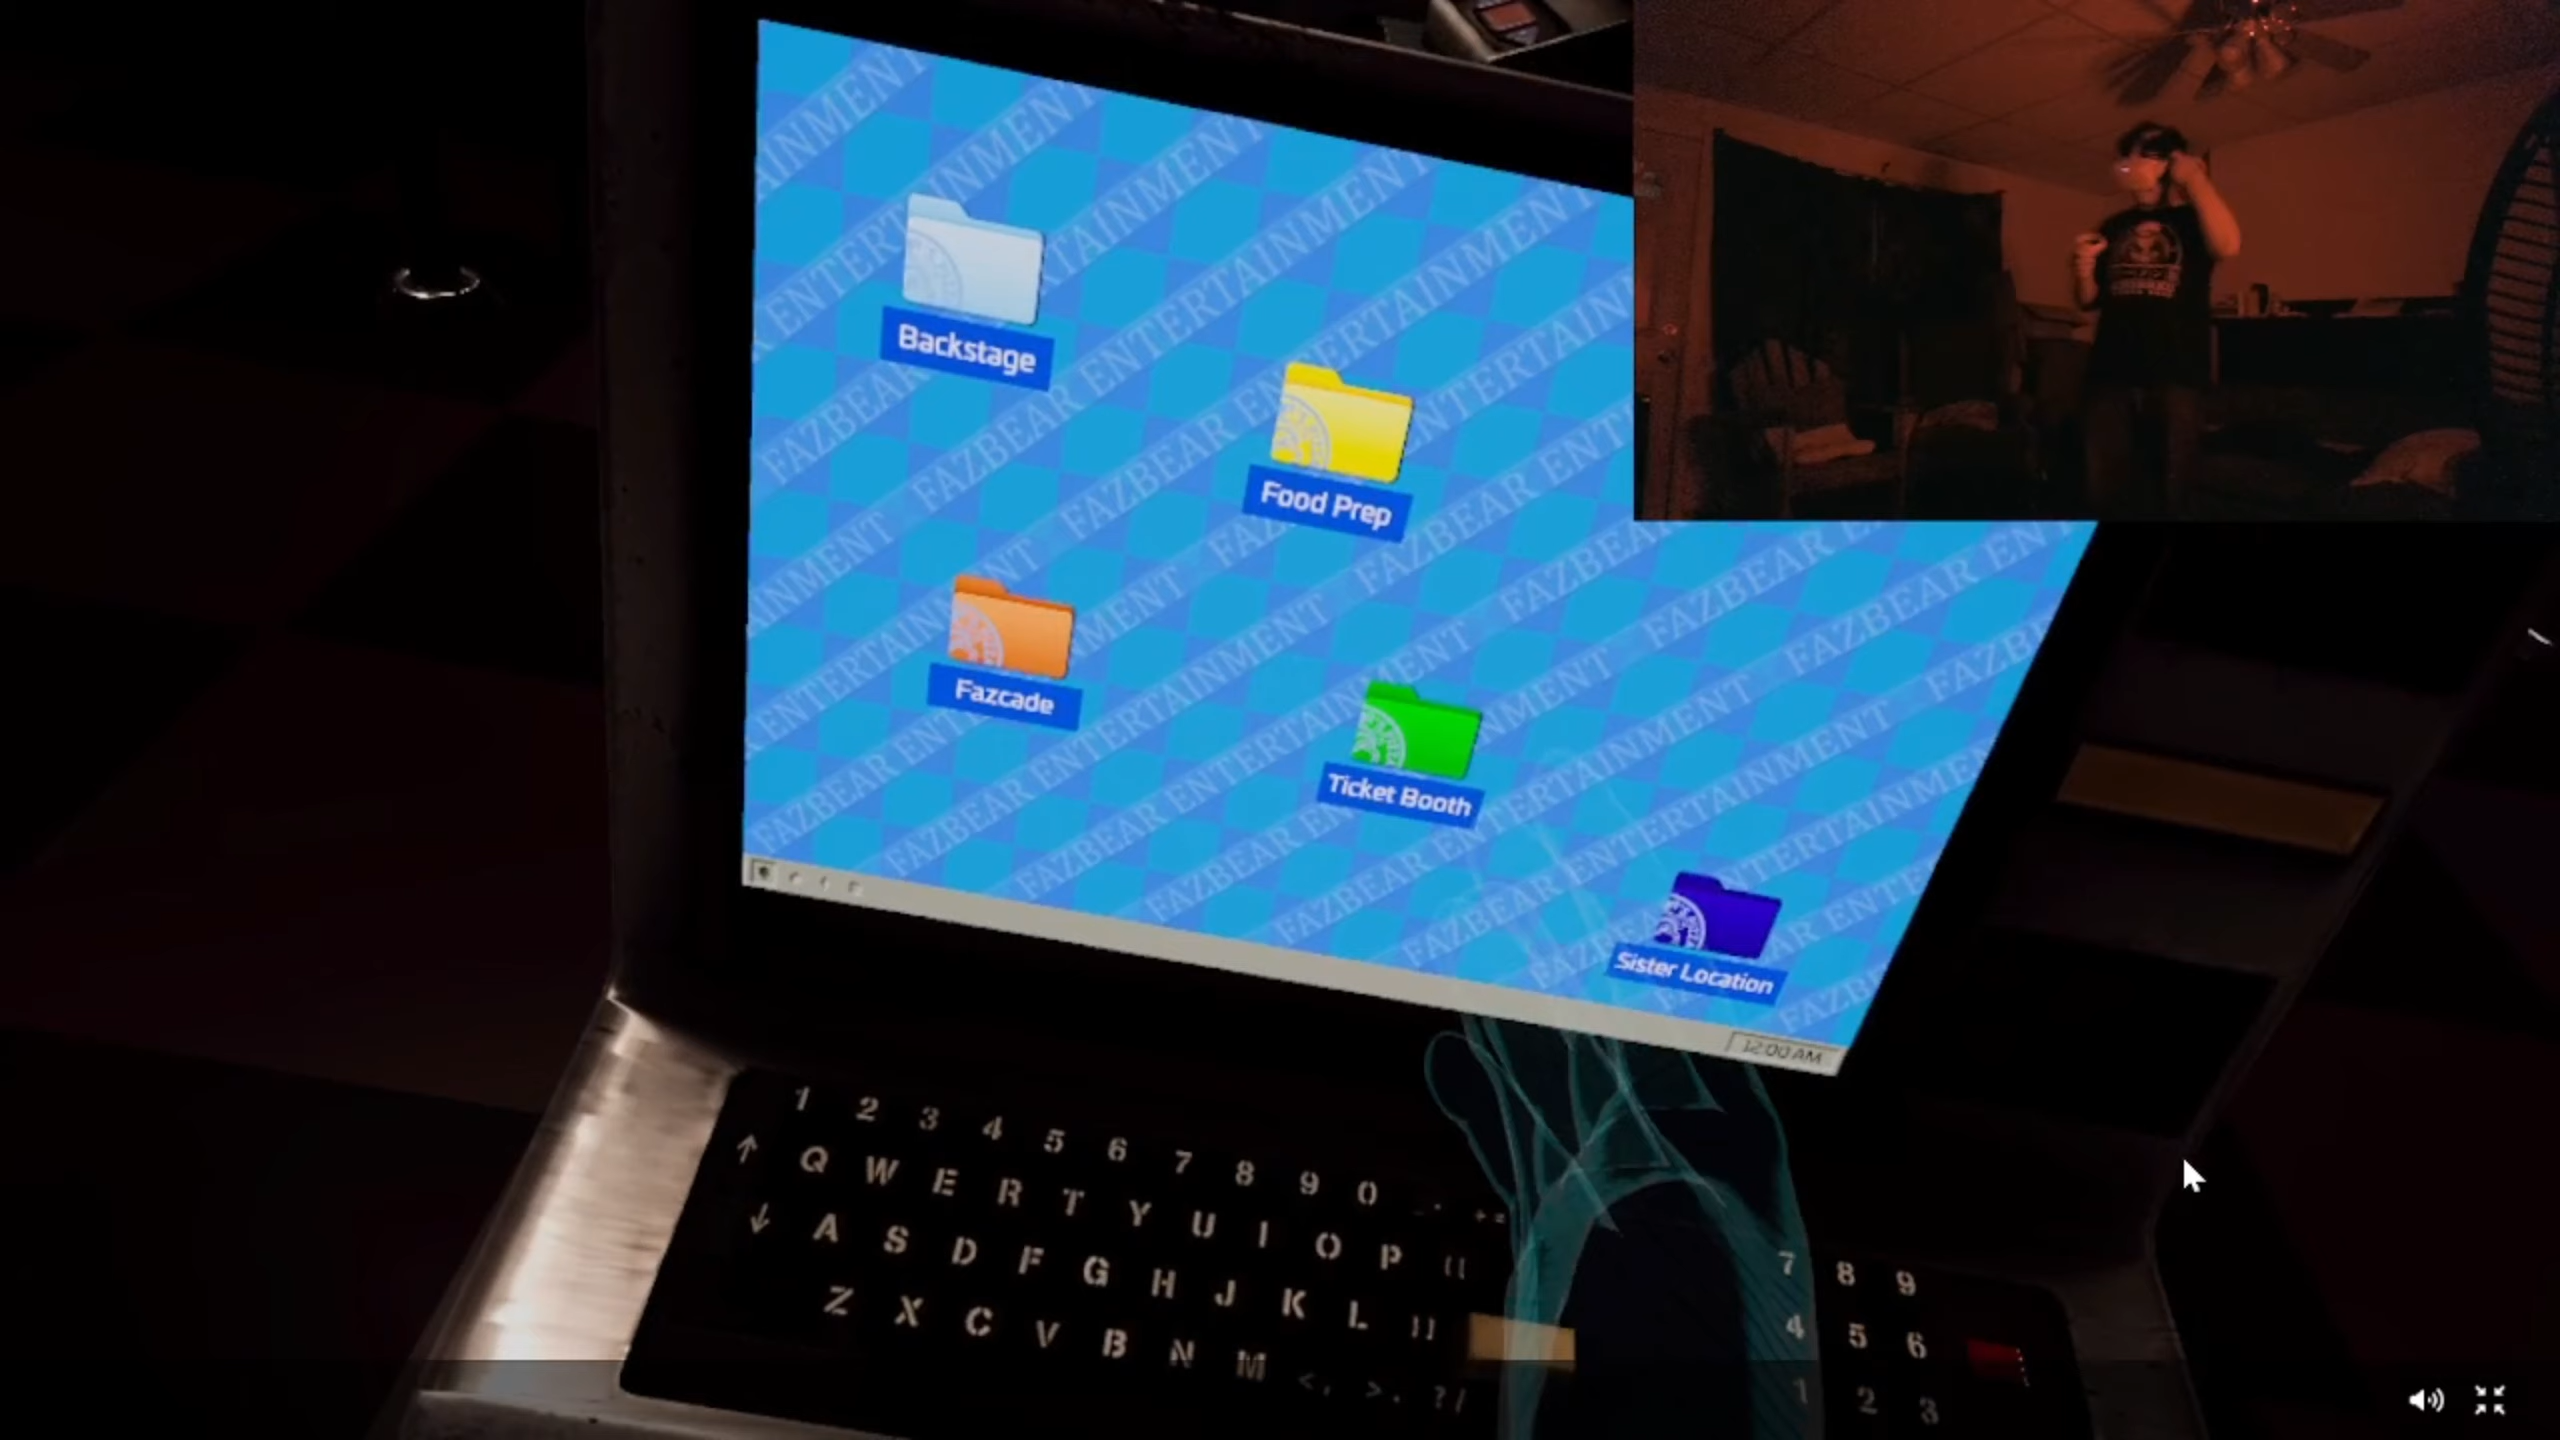 FAZBEAR ENTERTAINMENT
Backstage
Food Prep
Fazcade
Ticket Booth
Sister Location
12:00 AM
1 2 3 4 5 6 7 8 9 0
↑ Q W E R T Y U I O P
↓ A S D F G H J K L
Z X C V B N M < , > . ? /
7 8 9
4 5 6
1 2 3